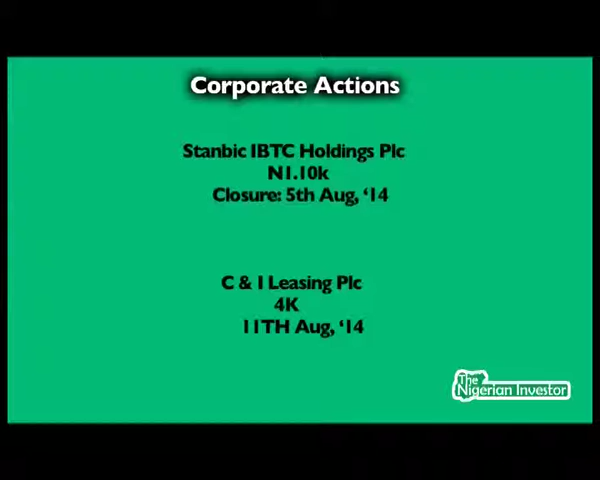 Corporate Actions
Stanbic IBTC Holdings Plc
N1.10k
Closure: 5th Aug, ‘14
C & I Leasing Plc
4K
11TH Aug, ‘14
The
Nigerian Investor